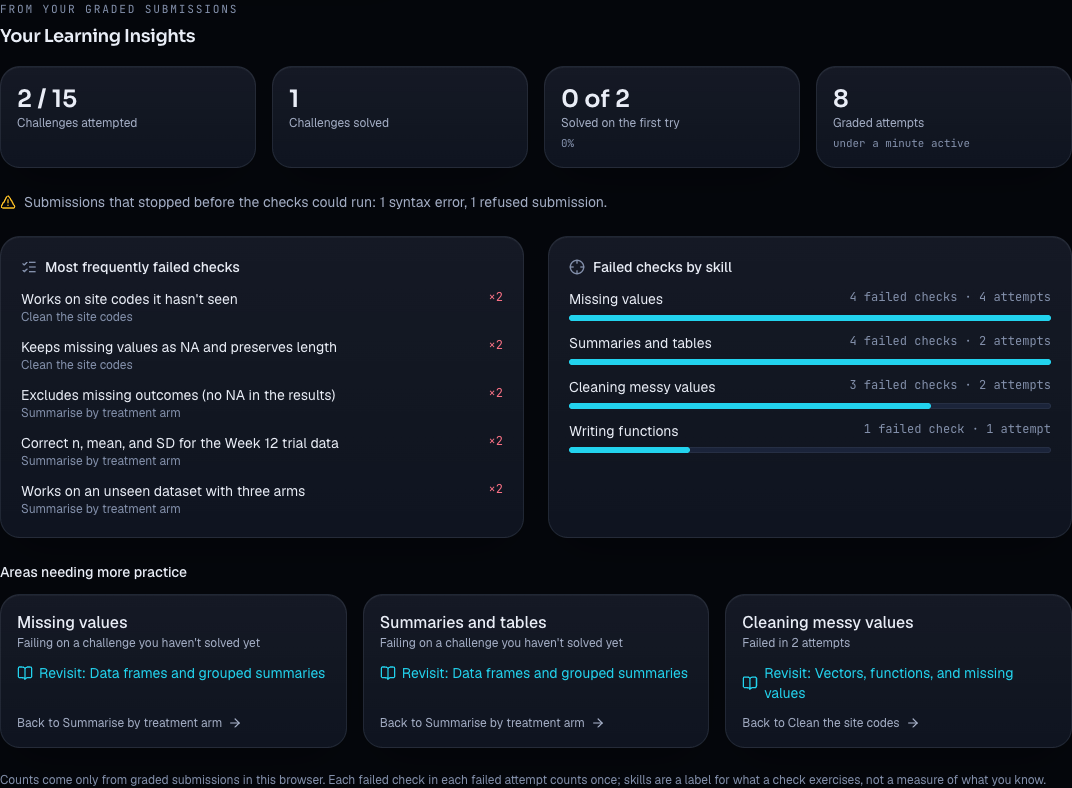 FROM YOUR GRADED SUBMISSIONS
Your Learning Insights
2 / 15
Challenges attempted
1
Challenges solved
0 of 2
Solved on the first try
0%
8
Graded attempts
under a minute active
Submissions that stopped before the checks could run: 1 syntax error, 1 refused submission.
Most frequently failed checks
Works on site codes it hasn't seen ×2
Clean the site codes
Keeps missing values as NA and preserves length ×2
Clean the site codes
Excludes missing outcomes (no NA in the results) ×2
Summarise by treatment arm
Correct n, mean, and SD for the Week 12 trial data ×2
Summarise by treatment arm
Works on an unseen dataset with three arms ×2
Summarise by treatment arm
Failed checks by skill
Missing values 4 failed checks · 4 attempts
Summaries and tables 4 failed checks · 2 attempts
Cleaning messy values 3 failed checks · 2 attempts
Writing functions 1 failed check · 1 attempt
Areas needing more practice
Missing values
Failing on a challenge you haven't solved yet
Revisit: Data frames and grouped summaries
Back to Summarise by treatment arm →
Summaries and tables
Failing on a challenge you haven't solved yet
Revisit: Data frames and grouped summaries
Back to Summarise by treatment arm →
Cleaning messy values
Failed in 2 attempts
Revisit: Vectors, functions, and missing
values
Back to Clean the site codes →
Counts come only from graded submissions in this browser. Each failed check in each failed attempt counts once; skills are a label for what a check exercises, not a measure of what you know.